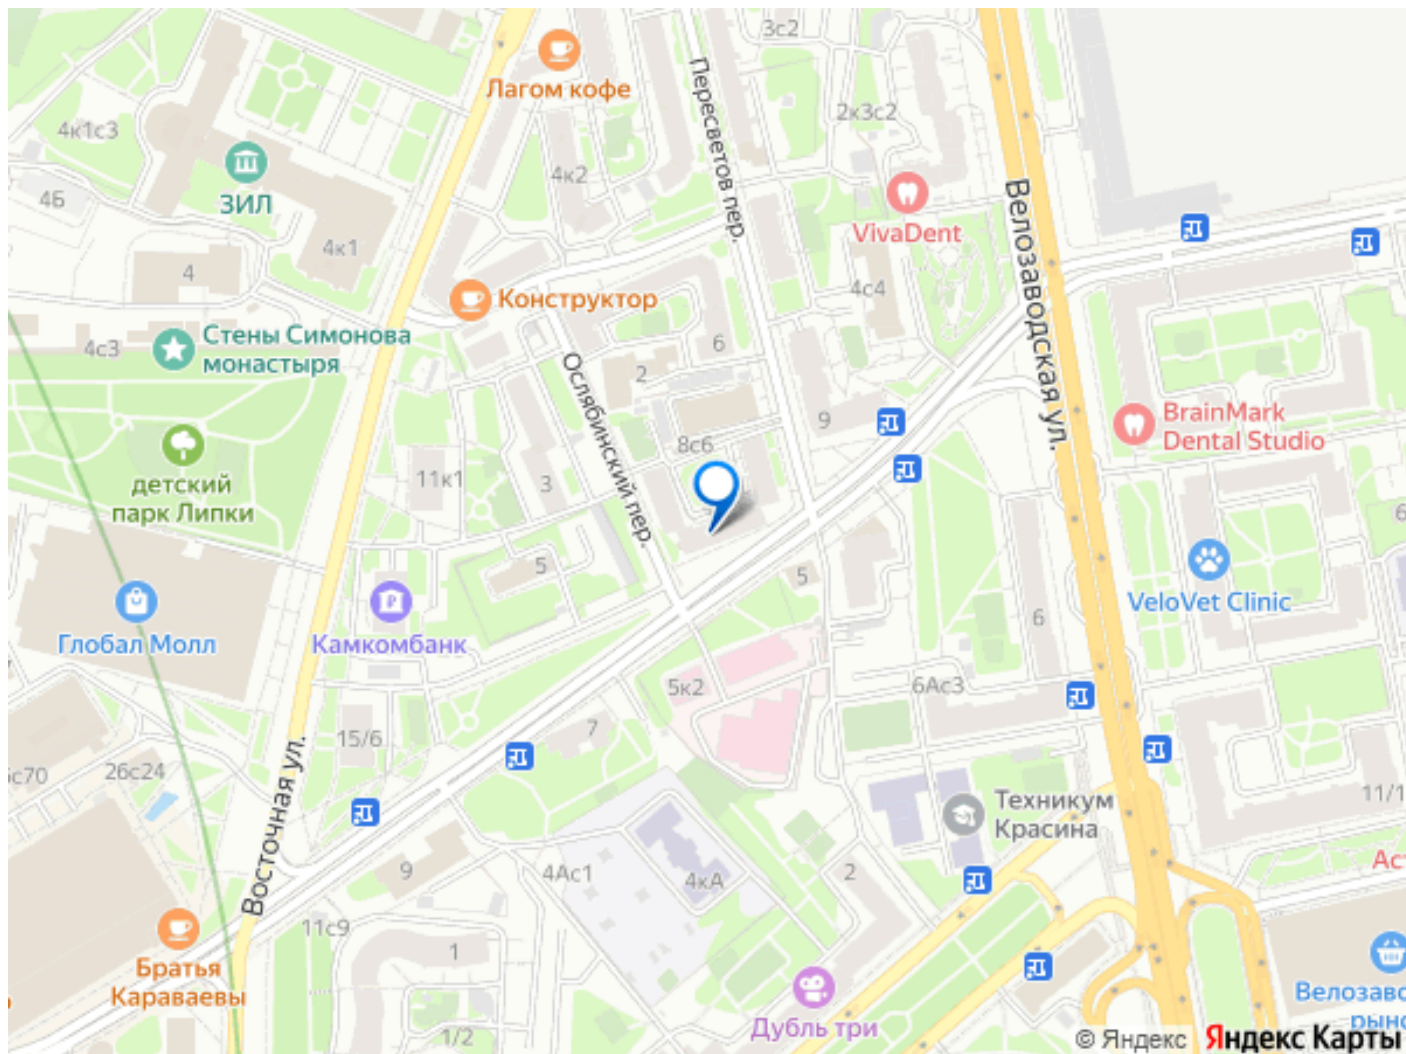 3с2
Лагом кофе
Пересветов пер.
2к3с2
4к1с3
4к2
ЗИЛ
4Б
VivaDent
Велозаводская ул.
4к1
4
4с4
Конструктор
Стены Симонова
монастыря
4с3
6
2
Ослябинский пер.
9
BrainMark
Dental Studio
8с6
11к1
3
детский
парк Липки
5
5
VeloVet Clinic
6
Глобал Молл
Камкомбанк
5к2
6Ас3
7
15/6
26с24
с70
Восточная ул.
11/1
Техникум
Красина
9
4Ас1
4кА
2
Ас
11с9
1
Братья
Караваевы
Дубль три
Велозаво
рын
1/2
© Яндекс Яндекс Карты